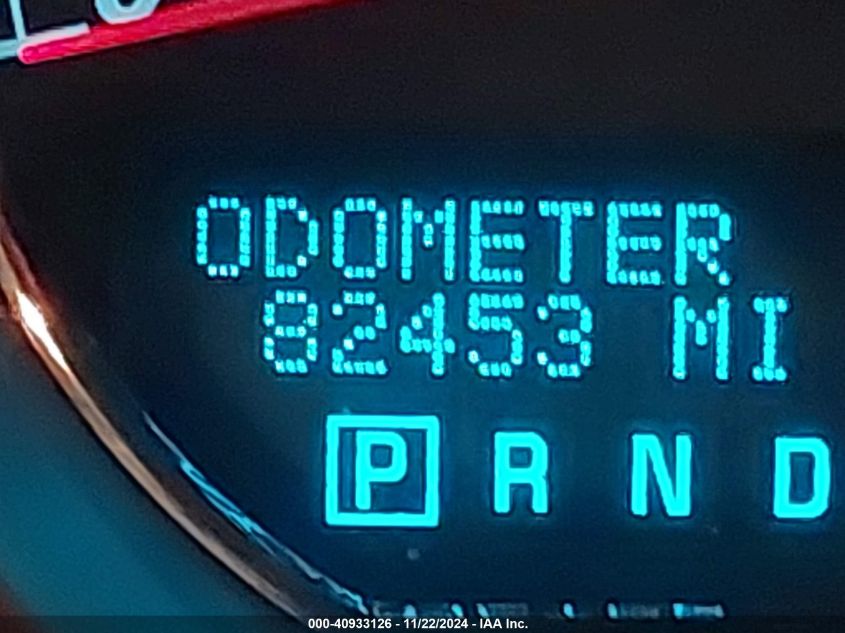 ODOMETER
82453 MI
P R N D
000-40933126 - 11/22/2024 - IAA Inc.